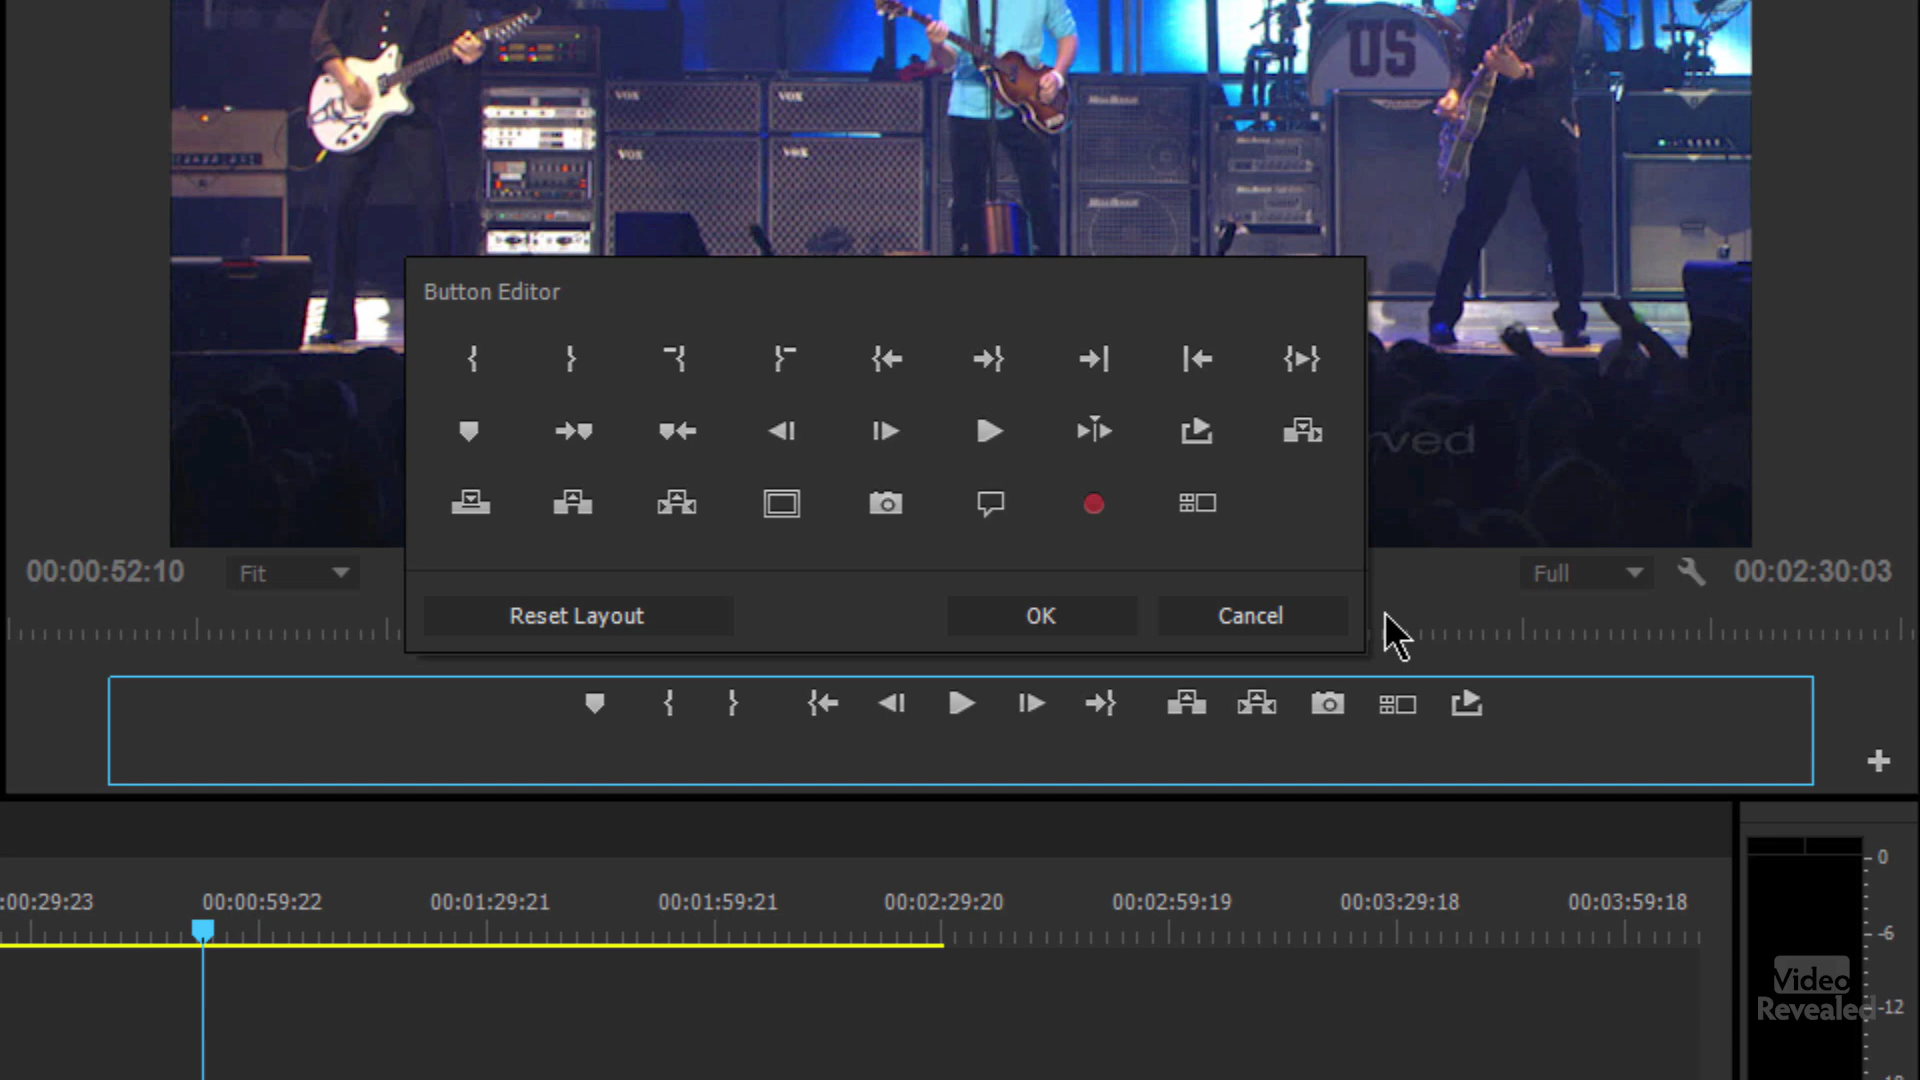 US
VOX
VOX
VOX
VOX
MESA/BOOGIE
Button Editor
rved
00:00:52:10
Fit
Full
00:02:30:03
Reset Layout
OK
Cancel
:00:29:23
00:00:59:22
00:01:29:21
00:01:59:21
00:02:29:20
00:02:59:19
00:03:29:18
00:03:59:18
0
-6
-12
Video
Revealed